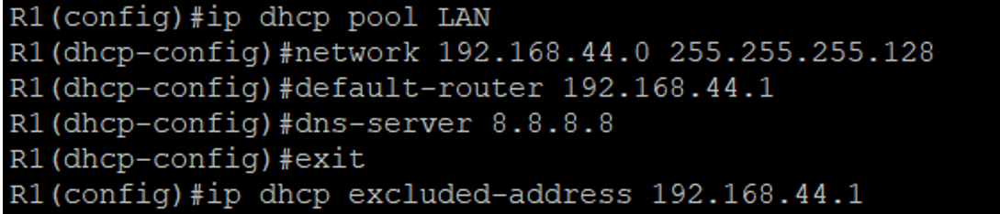 R1(config)#ip dhcp pool LAN
R1(dhcp-config)#network 192.168.44.0 255.255.255.128
R1(dhcp-config)#default-router 192.168.44.1
R1(dhcp-config)#dns-server 8.8.8.8
R1(dhcp-config)#exit
R1(config)#ip dhcp excluded-address 192.168.44.1